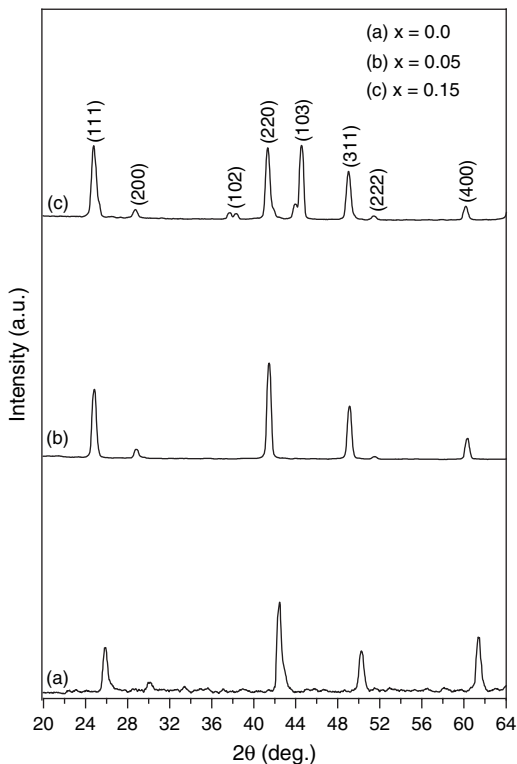 (a) x = 0.0
(b) x = 0.05
(c) x = 0.15
(111)
(200)
(102)
(220)
(103)
(311)
(222)
(400)
(c)
(b)
(a)
Intensity (a.u.)
20 24 28 32 36 40 44 48 52 56 60 64
2θ (deg.)